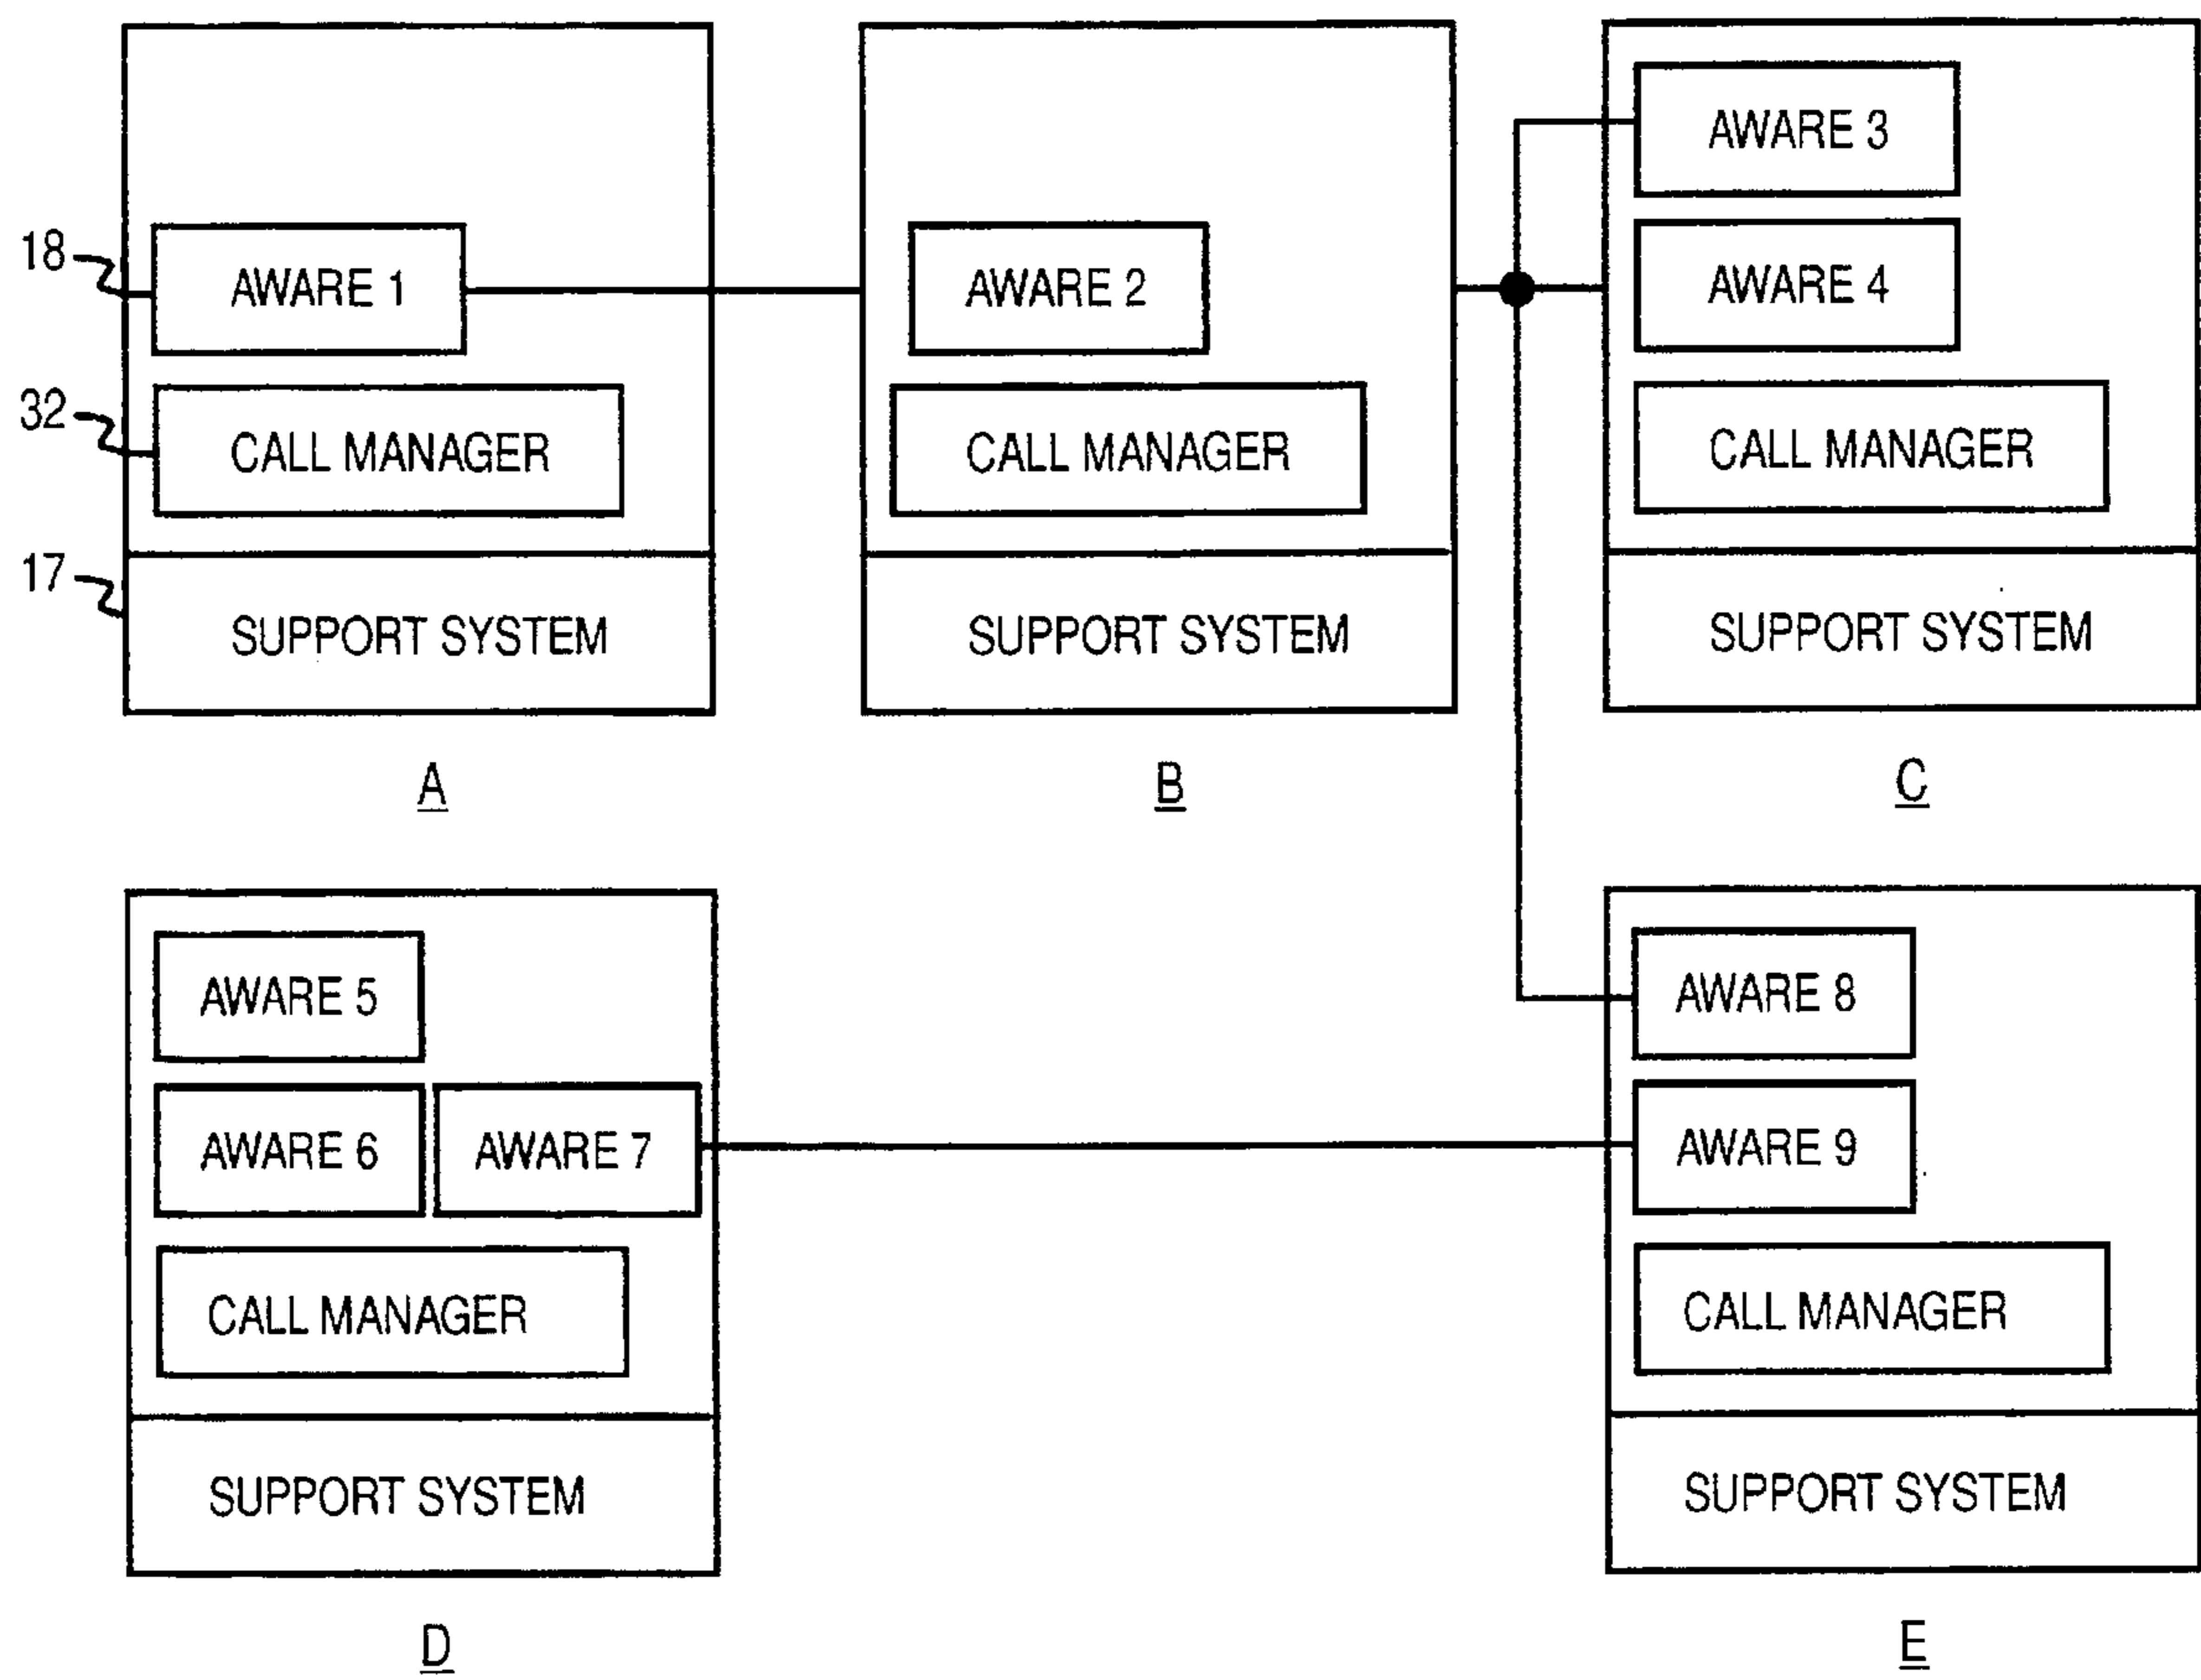 18
AWARE 1
32
CALL MANAGER
17
SUPPORT SYSTEM
A
AWARE 2
CALL MANAGER
SUPPORT SYSTEM
B
AWARE 3
AWARE 4
CALL MANAGER
SUPPORT SYSTEM
C
AWARE 5
AWARE 6
AWARE 7
CALL MANAGER
SUPPORT SYSTEM
D
AWARE 8
AWARE 9
CALL MANAGER
SUPPORT SYSTEM
E